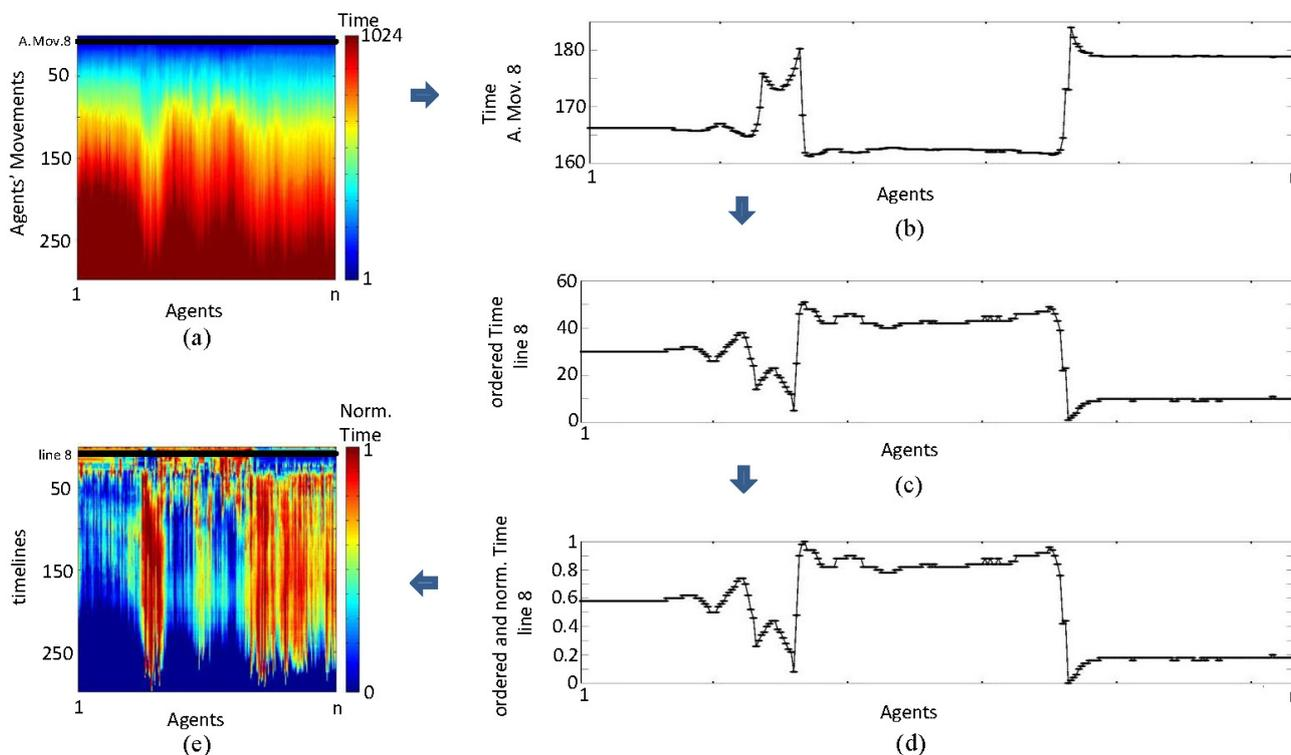 Time
1024
A. Mov.8
50
150
250
Agents' Movements
1
1
n
Agents
(a)
180
170
160
Time
A. Mov. 8
1
Agents
(b)
60
40
20
0
ordered Time
line 8
1
Agents
(c)
Norm.
Time
1
line 8
50
150
250
timelines
0
1
n
Agents
(e)
1
0.8
0.6
0.4
0.2
0
ordered and norm. Time
line 8
1
Agents
(d)